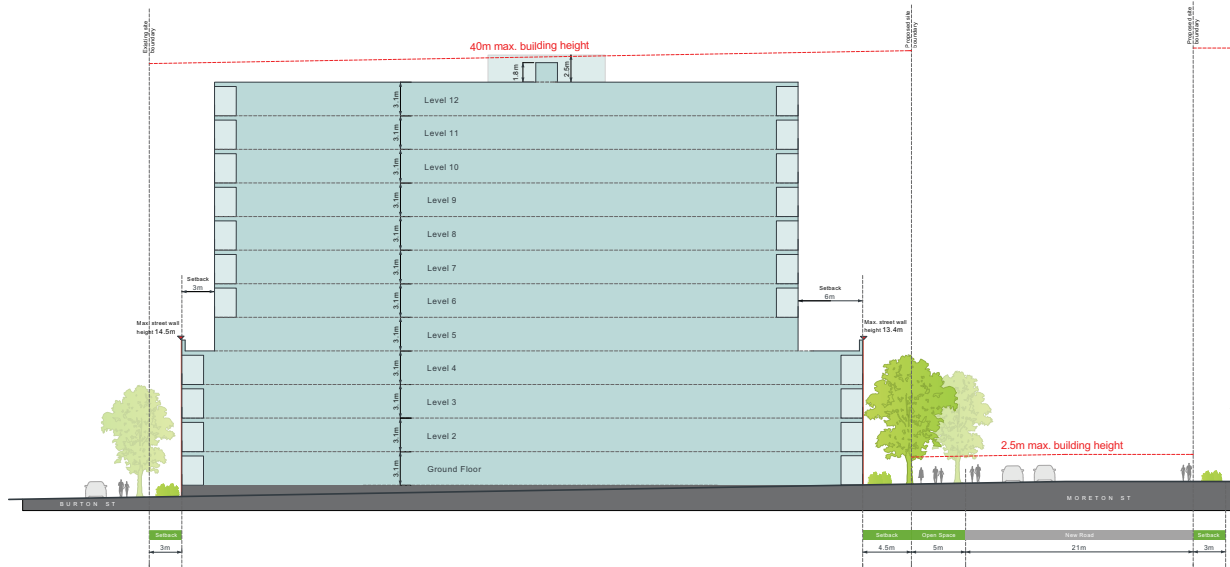 Existing site
boundary
Proposed site
boundary
Proposed site
boundary
40m max. building height
1.8m
2.5m
3.1m
Level 12
3.1m
Level 11
3.1m
Level 10
3.1m
Level 9
3.1m
Level 8
3.1m
Level 7
Setback
3m
Setback
6m
3.1m
Level 6
Max. street wall
height 14.5m
Max. street wall
height 13.4m
3.1m
Level 5
3.1m
Level 4
3.1m
Level 3
3.1m
Level 2
2.5m max. building height
3.1m
Ground Floor
BURTON ST
MORETON ST
Setback
Setback
Open Space
New Road
Setback
3m
4.5m
5m
21m
3m